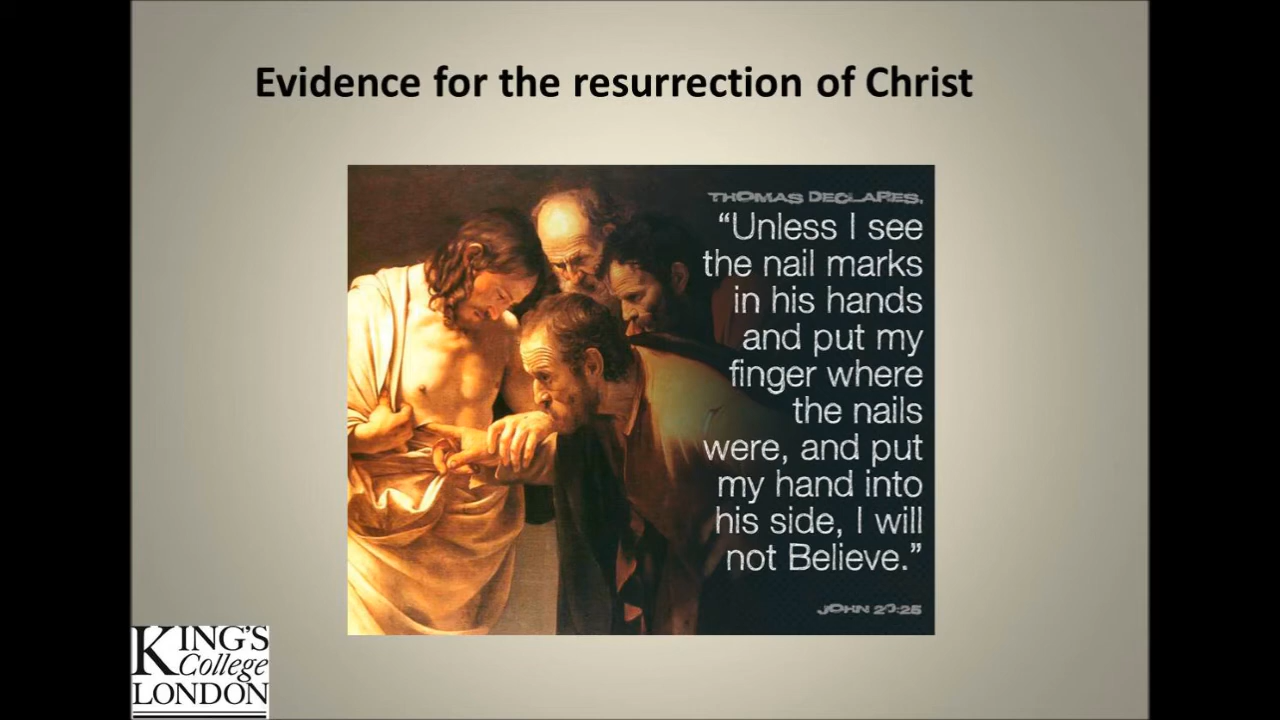 Evidence for the resurrection of Christ
THOMAS DECLARES,
“Unless I see
the nail marks
in his hands
and put my
finger where
the nails
were, and put
my hand into
his side, I will
not Believe.”
JOHN 20:25
KING'S
College
LONDON